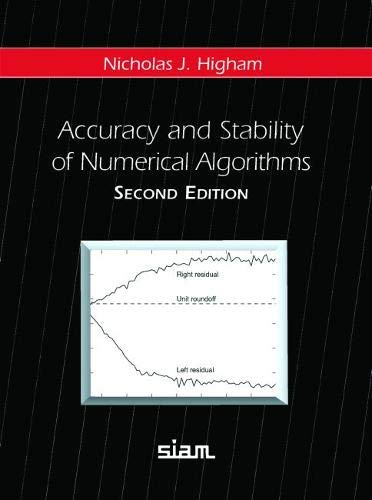 Nicholas J. Higham
Accuracy and Stability
of Numerical Algorithms
SECOND EDITION
Right residual
Unit roundoff
Left residual
siam